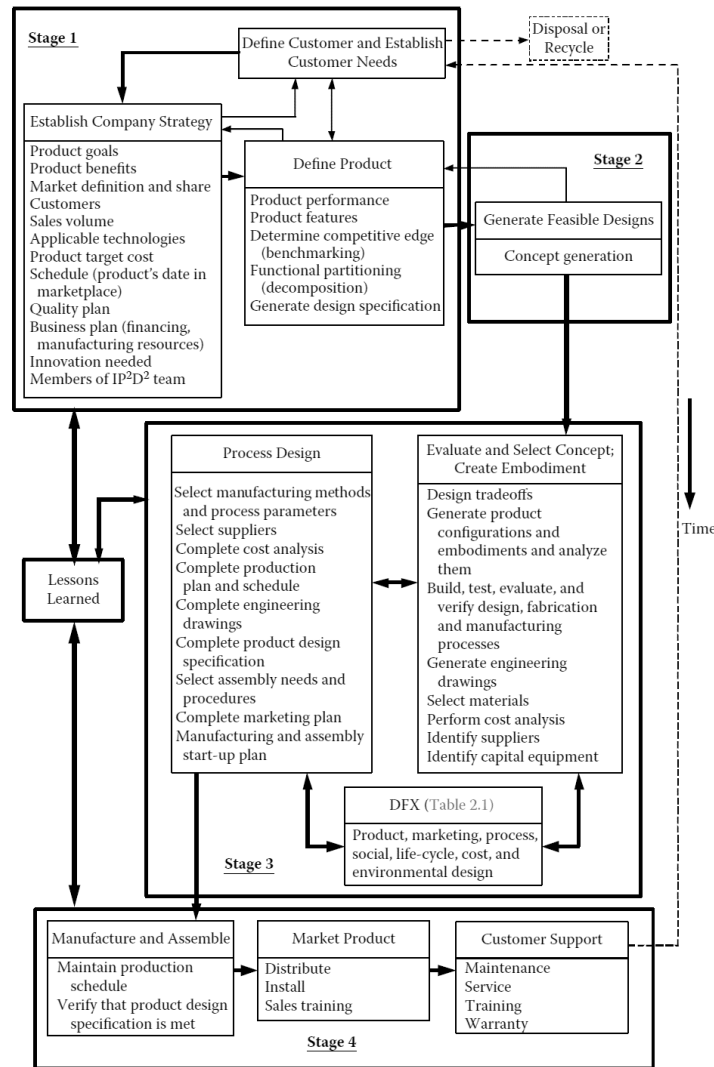 Stage 1
Define Customer and Establish
Customer Needs
Disposal or
Recycle
Establish Company Strategy
Product goals
Product benefits
Market definition and share
Customers
Sales volume
Applicable technologies
Product target cost
Schedule (product’s date in
marketplace)
Quality plan
Business plan (financing,
manufacturing resources)
Innovation needed
Members of IP²D² team
Define Product
Product performance
Product features
Determine competitive edge
(benchmarking)
Functional partitioning
(decomposition)
Generate design specification
Stage 2
Generate Feasible Designs
Concept generation
Time
Lessons
Learned
Process Design
Select manufacturing methods
and process parameters
Select suppliers
Complete cost analysis
Complete production
plan and schedule
Complete engineering
drawings
Complete product design
specification
Select assembly needs and
procedures
Complete marketing plan
Manufacturing and assembly
start-up plan
Evaluate and Select Concept;
Create Embodiment
Design tradeoffs
Generate product
configurations and
embodiments and analyze
them
Build, test, evaluate, and
verify design, fabrication
and manufacturing
processes
Generate engineering
drawings
Select materials
Perform cost analysis
Identify suppliers
Identify capital equipment
DFX (Table 2.1)
Product, marketing, process,
social, life-cycle, cost, and
environmental design
Stage 3
Manufacture and Assemble
Maintain production
schedule
Verify that product design
specification is met
Market Product
Distribute
Install
Sales training
Customer Support
Maintenance
Service
Training
Warranty
Stage 4